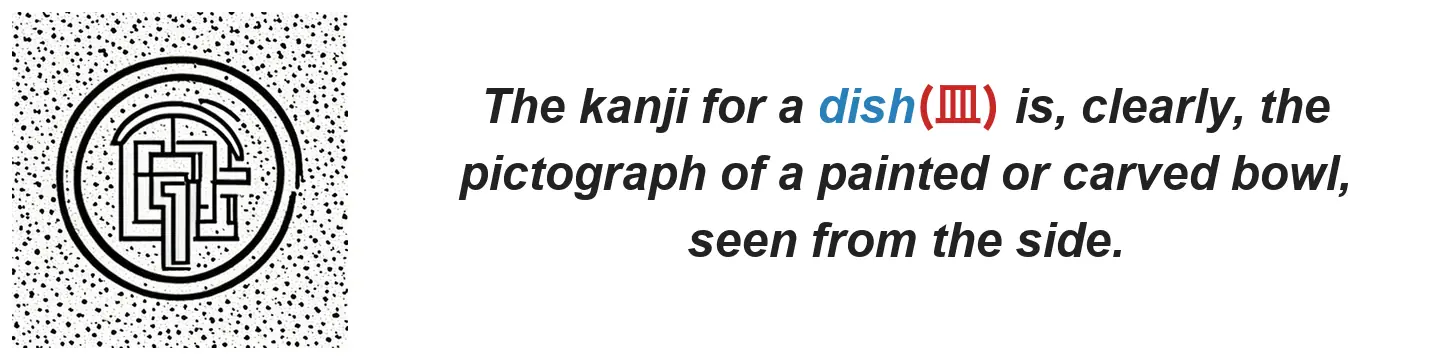 The kanji for a dish(皿) is, clearly, the
pictograph of a painted or carved bowl,
seen from the side.